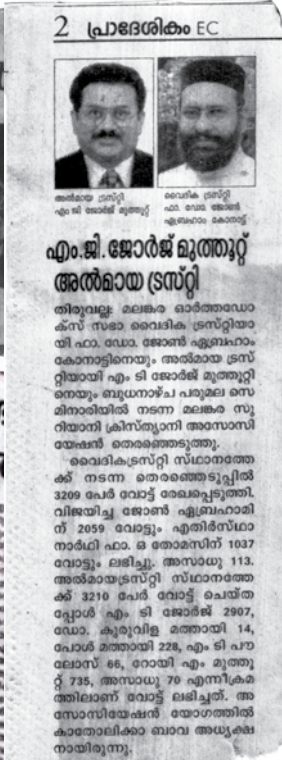 2 പ്രാദേശികം EC
അൽമായ ട്രസ്റ്റി
എം ജി ജോർജ് മുത്തൂറ്റ്
വൈദിക ട്രസ്റ്റി
ഫാ. ഡോ. ജോൺ
ഏബ്രഹാം കോനാട്ട്
എം.ജി. ജോർജ് മുത്തൂറ്റ്
അൽമായ ട്രസ്റ്റി
തിരുവല്ല: മലങ്കര ഓർത്തഡോ
ക്സ് സഭാ വൈദിക ട്രസ്റ്റിയാ
യി ഫാ. ഡോ. ജോൺ ഏബ്രഹാം
കോനാട്ടിനെയും അൽമായ ട്രസ്
റ്റിയായി എം ടി ജോർജ് മുത്തൂറ്റി
നെയും ബുധനാഴ്ച പരുമല സെ
മിനാരിയിൽ നടന്ന മലങ്കര സു
റിയാനി ക്രിസ്ത്യാനി അസോസി
യേഷൻ തെരഞ്ഞെടുത്തു.
വൈദികട്രസ്റ്റി സ്ഥാനത്തേ
ക്ക് നടന്ന തെരഞ്ഞെടുപ്പിൽ
3209 പേർ വോട്ട് രേഖപ്പെടുത്തി.
വിജയിച്ച ജോൺ ഏബ്രഹാമി
ന് 2059 വോട്ടും എതിർസ്ഥാ
നാർഥി ഫാ. ഒ തോമസിന് 1037
വോട്ടും ലഭിച്ചു. അസാധു 113.
അൽമായട്രസ്റ്റി സ്ഥാനത്തേ
ക്ക് 3210 പേർ വോട്ട് ചെയ്ത
പ്പോൾ എം ടി ജോർജ് 2907,
ഡോ. കുരുവിള മത്തായി 14,
പോൾ മത്തായി 228, എം ടി പൗ
ലോസ് 66, റോയി എം മുത്തൂ
റ്റ് 735, അസാധു 70 എന്നീക്രമ
ത്തിലാണ് വോട്ട് ലഭിച്ചത്. അ
സോസിയേഷൻ യോഗത്തിൽ
കാതോലിക്കാ ബാവ അധ്യക്ഷ
നായിരുന്നു.